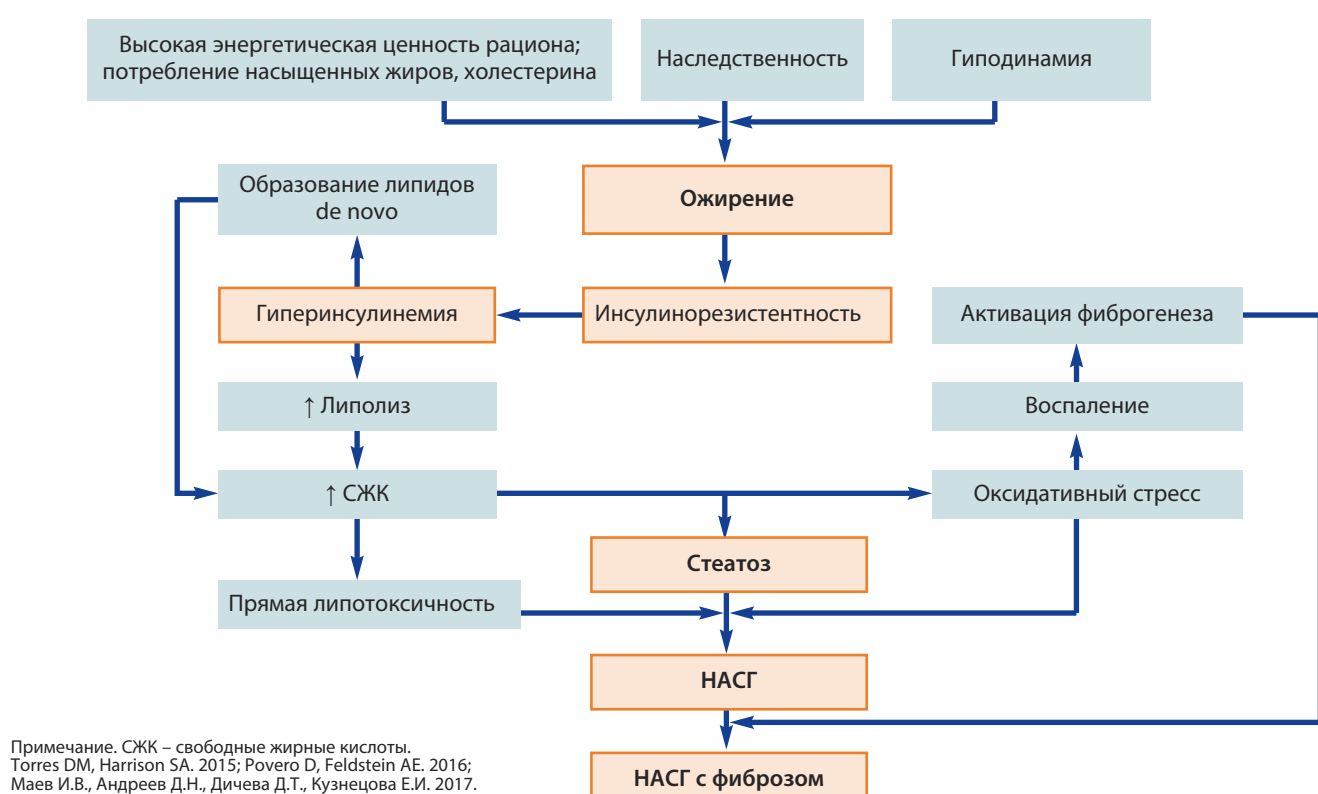 Высокая энергетическая ценность рациона;
потребление насыщенных жиров, холестерина
Наследственность
Гиподинамия
Образование липидов
de novo
Ожирение
Гиперинсулинемия
Инсулинорезистентность
Активация фиброгенеза
↑ Липолиз
Воспаление
↑ СЖК
Оксидативный стресс
Стеатоз
Прямая липотоксичность
НАСГ
НАСГ с фиброзом
Примечание. СЖК – свободные жирные кислоты.
Torres DM, Harrison SA. 2015; Povero D, Feldstein AE. 2016;
Маев И.В., Андреев Д.Н., Дичева Д.Т., Кузнецова Е.И. 2017.